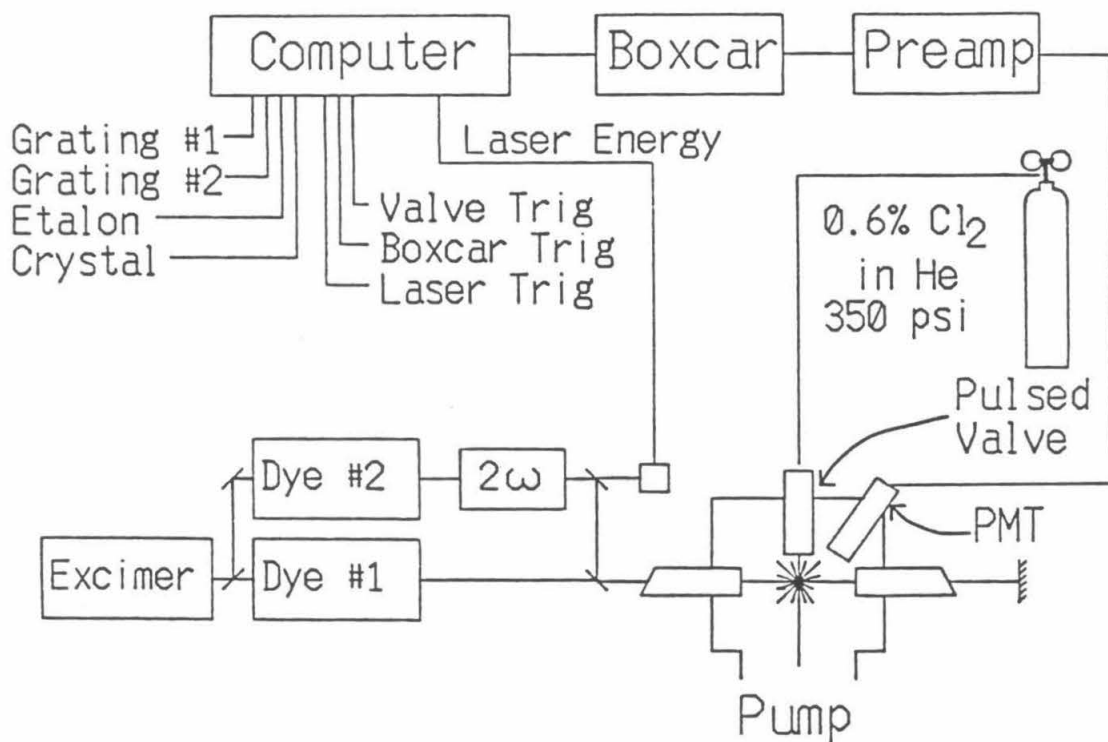 Computer
Boxcar
Preamp
Grating #1
Grating #2
Etalon
Crystal
Laser Energy
Valve Trig
Boxcar Trig
Laser Trig
0.6% Cl2
in He
350 psi
Pulsed
Valve
PMT
Dye #2
2ω
Excimer
Dye #1
Pump